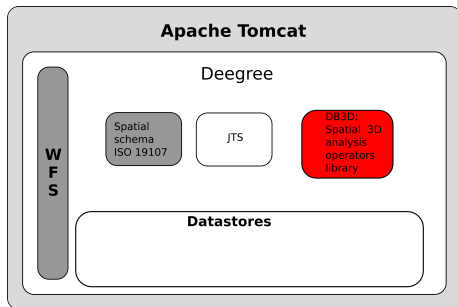 Apache Tomcat
Deegree
W
F
S
Spatial
schema
ISO 19107
JTS
DB3D:
Spatial 3D
analysis
operators
library
Datastores